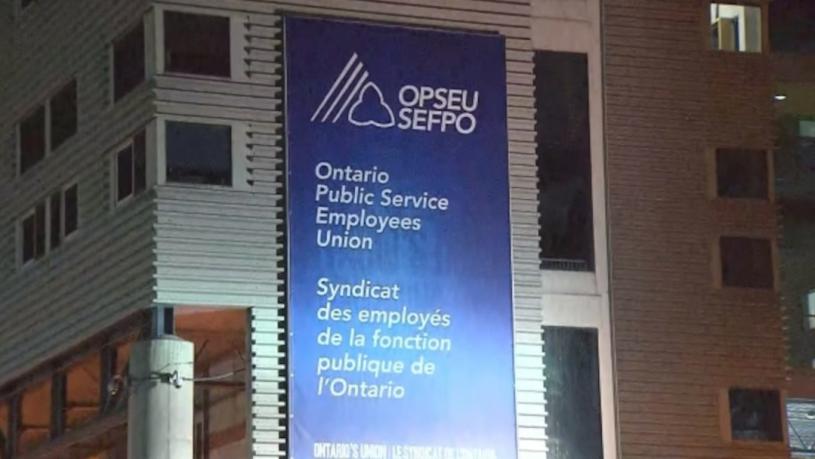 OPSEU
SEFPO
Ontario
Public Service
Employees
Union
Syndicat
des employés
de la fonction
publique de
l'Ontario
ONTARIO'S UNION | LE SYNDICAT DE L'ONTARIO